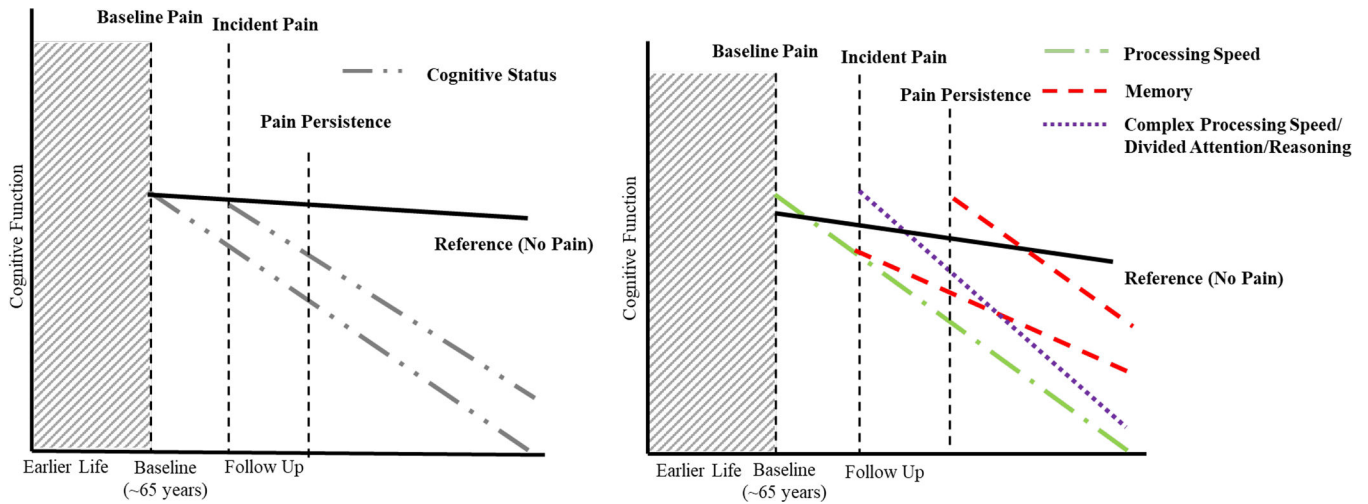 Baseline Pain
Incident Pain
Cognitive Status
Pain Persistence
Reference (No Pain)
Cognitive Function
Earlier Life
Baseline
(~65 years)
Follow Up
Baseline Pain
Incident Pain
Pain Persistence
Processing Speed
Memory
Complex Processing Speed/
Divided Attention/Reasoning
Reference (No Pain)
Cognitive Function
Earlier Life
Baseline
(~65 years)
Follow Up